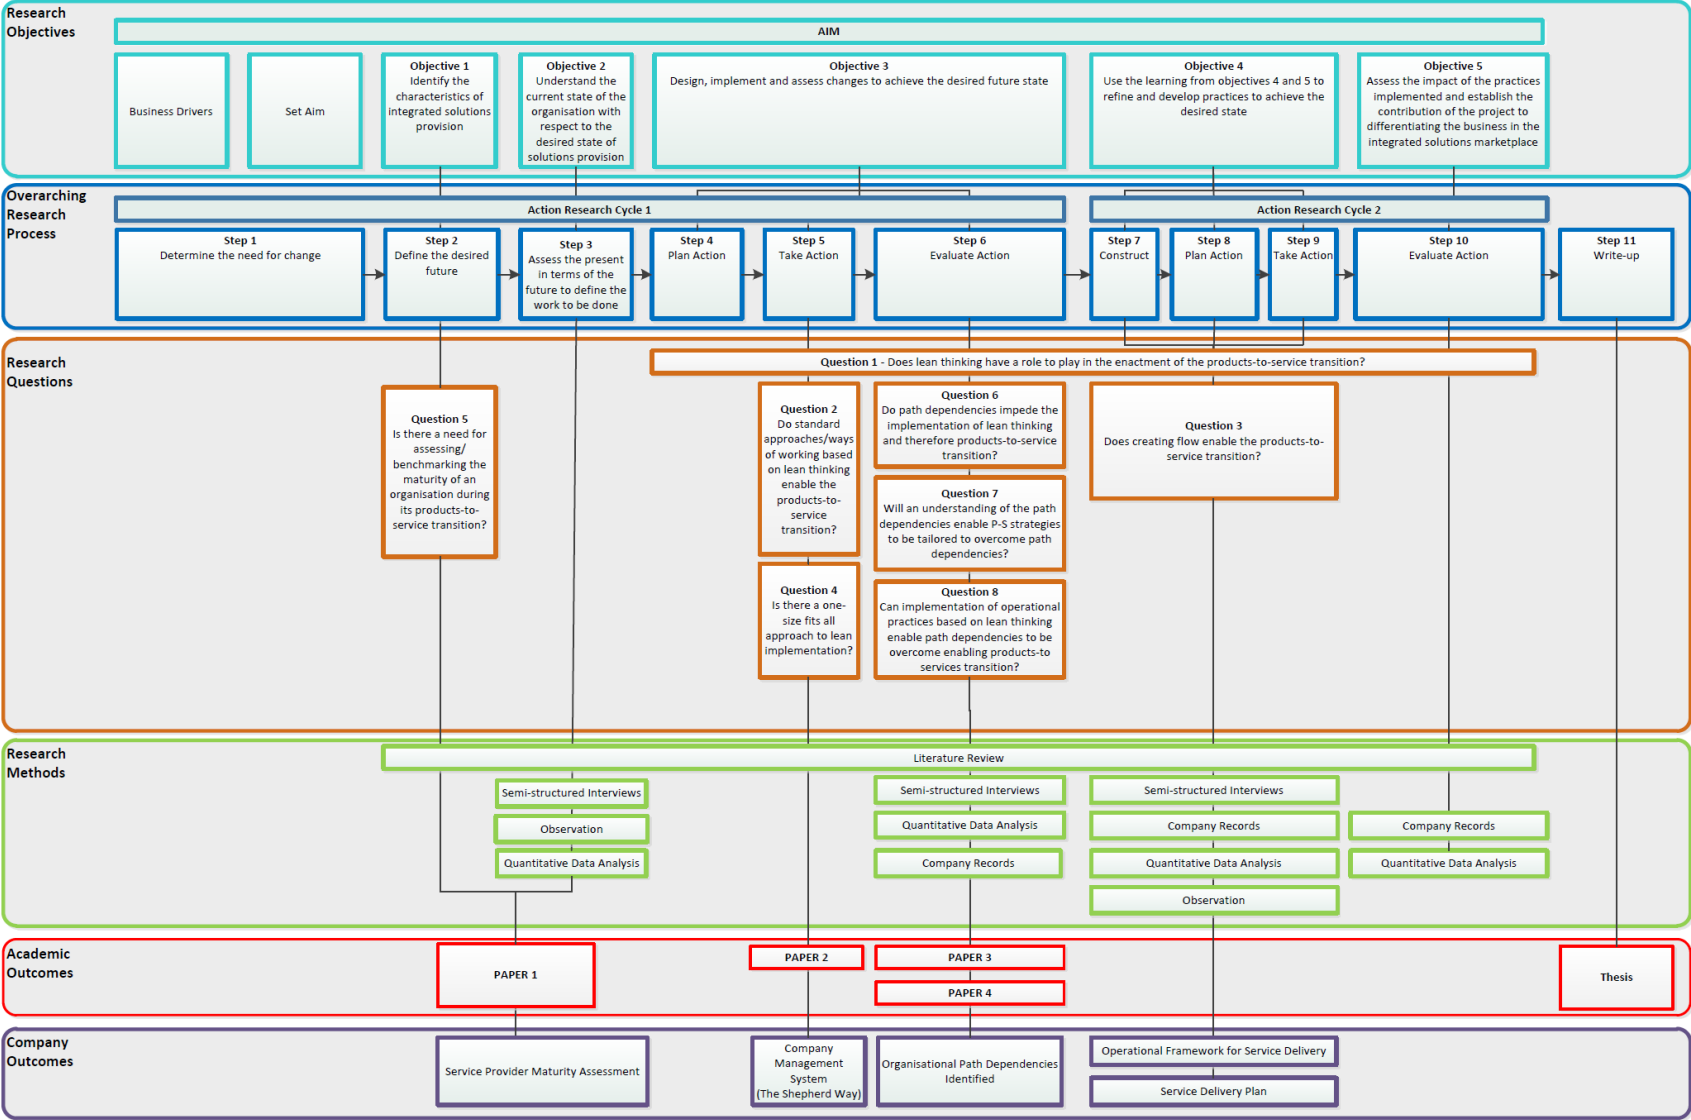 Research
Objectives
AIM
Business Drivers
Set Aim
Objective 1
Identify the
characteristics of
integrated solutions
provision
Objective 2
Understand the
current state of the
organisation with
respect to the
desired state of
solutions provision
Objective 3
Design, implement and assess changes to achieve the desired future state
Objective 4
Use the learning from objectives 4 and 5 to
refine and develop practices to achieve the
desired state
Objective 5
Assess the impact of the practices
implemented and establish the
contribution of the project to
differentiating the business in the
integrated solutions marketplace
Overarching
Research
Process
Action Research Cycle 1
Action Research Cycle 2
Step 1
Determine the need for change
Step 2
Define the desired
future
Step 3
Assess the present
in terms of the
future to define the
work to be done
Step 4
Plan Action
Step 5
Take Action
Step 6
Evaluate Action
Step 7
Construct
Step 8
Plan Action
Step 9
Take Action
Step 10
Evaluate Action
Step 11
Write-up
Research
Questions
Question 1 - Does lean thinking have a role to play in the enactment of the products-to-service transition?
Question 5
Is there a need for
assessing/
benchmarking the
maturity of an
organisation during
its products-to-
service transition?
Question 2
Do standard
approaches/ways
of working based
on lean thinking
enable the
products-to-
service
transition?
Question 4
Is there a one-
size fits all
approach to lean
implementation?
Question 6
Do path dependencies impede the
implementation of lean thinking
and therefore products-to-service
transition?
Question 7
Will an understanding of the path
dependencies enable P-S strategies
to be tailored to overcome path
dependencies?
Question 8
Can implementation of operational
practices based on lean thinking
enable path dependencies to be
overcome enabling products-to
services transition?
Question 3
Does creating flow enable the products-to-
service transition?
Research
Methods
Literature Review
Semi-structured Interviews
Observation
Quantitative Data Analysis
Semi-structured Interviews
Quantitative Data Analysis
Company Records
Semi-structured Interviews
Company Records
Quantitative Data Analysis
Observation
Company Records
Quantitative Data Analysis
Academic
Outcomes
PAPER 1
PAPER 2
PAPER 3
PAPER 4
Thesis
Company
Outcomes
Service Provider Maturity Assessment
Company
Management
System
(The Shepherd Way)
Organisational Path Dependencies
Identified
Operational Framework for Service Delivery
Service Delivery Plan